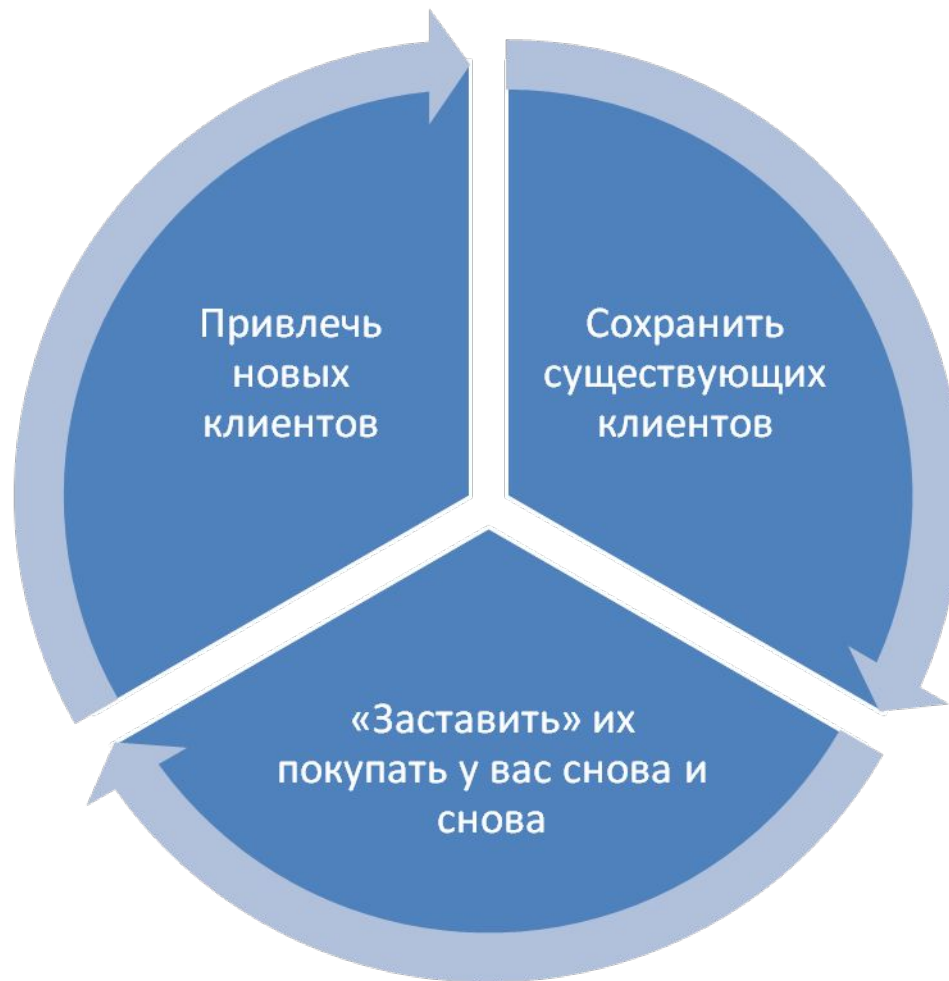 Привлечь
новых
клиентов
Сохранить
существующих
клиентов
«Заставить» их
покупать у вас снова и
снова